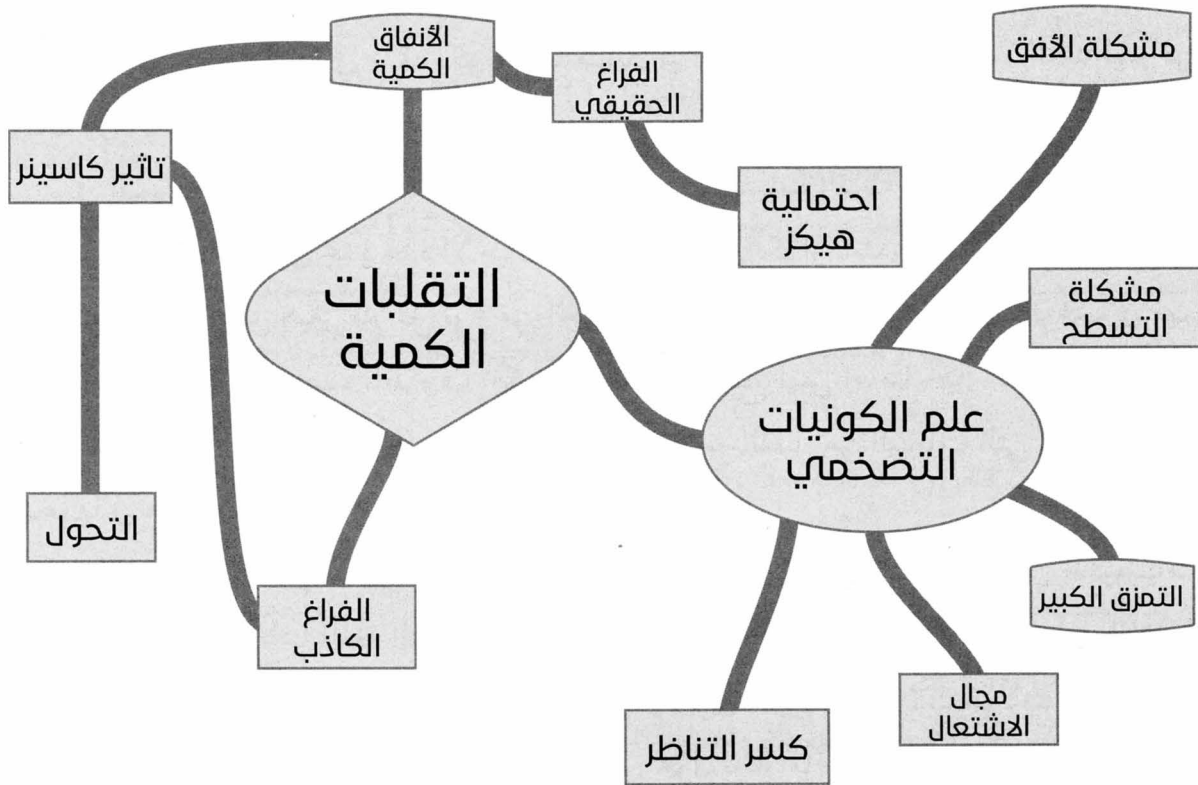 الأنفاق
الكمية
مشكلة الأفق
الفراغ
الحقيقي
تاثير كاسينر
احتمالية
هيكز
التقلبات
الكمية
مشكلة
التسطح
علم الكونيات
التضخمي
التحول
الفراغ
الكاذب
التمزق الكبير
مجال
الاشتعال
كسر التناظر